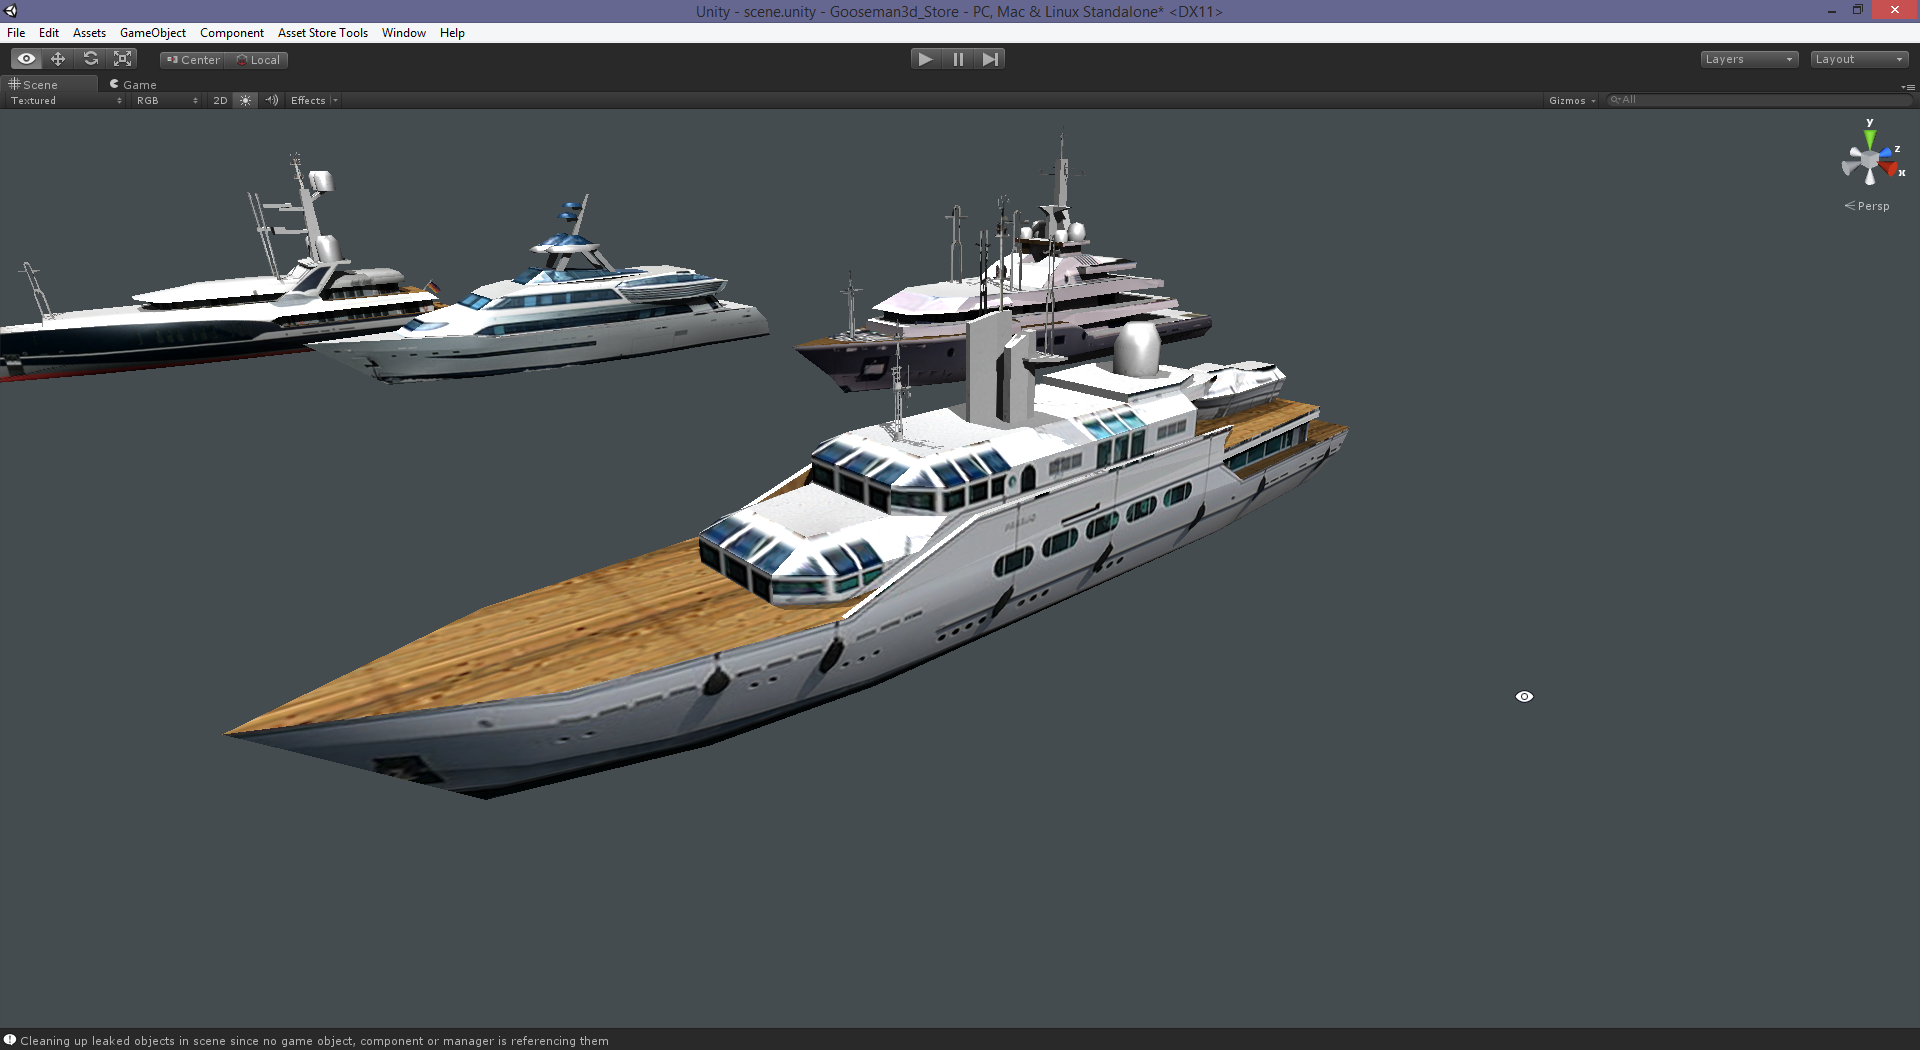 Unity - scene.unity - Gooseman3d_Store - PC, Mac & Linux Standalone* <DX11>
File Edit Assets GameObject Component Asset Store Tools Window Help
Center Local Layers Layout
Scene Game
Textured RGB 2D Effects Gizmos All
y
z
x
Persp
Cleaning up leaked objects in scene since no game object, component or manager is referencing them